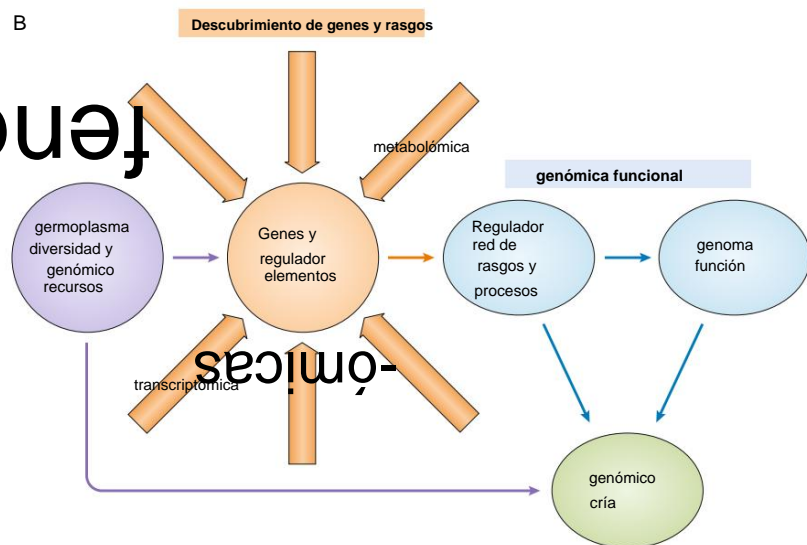 B
Descubrimiento de genes y rasgos
fen
metabolómica
genómica funcional
germoplasma
diversidad y
genómico
recursos
Genes y
regulador
elementos
Regulador
red de
rasgos y
procesos
genoma
función
-ómicas
transcriptómica
genómico
cría